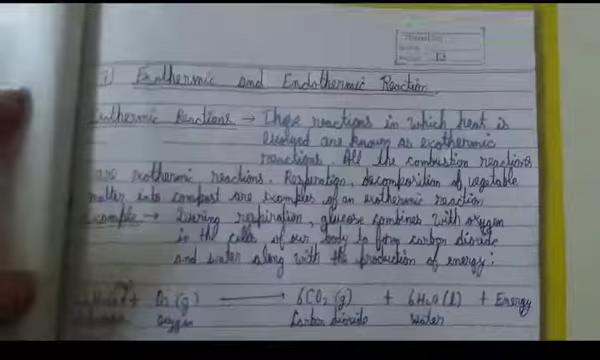 7) Exothermic and Endothermic Reaction.
Exothermic Reactions → Those reactions in which heat is
evolved are known as exothermic
reactions. All the combustion reactions
are exothermic reactions. Respiration, decomposition of vegetable
matter into compost are examples of an exothermic reaction
Example → During respiration, glucose combines with oxygen
in the cells of our body to form carbon dioxide
and water along with the production of energy :
+ O2 (g) ⟶ 6CO2 (g) + 6H2O (l) + Energy
oxygen Carbon dioxide water